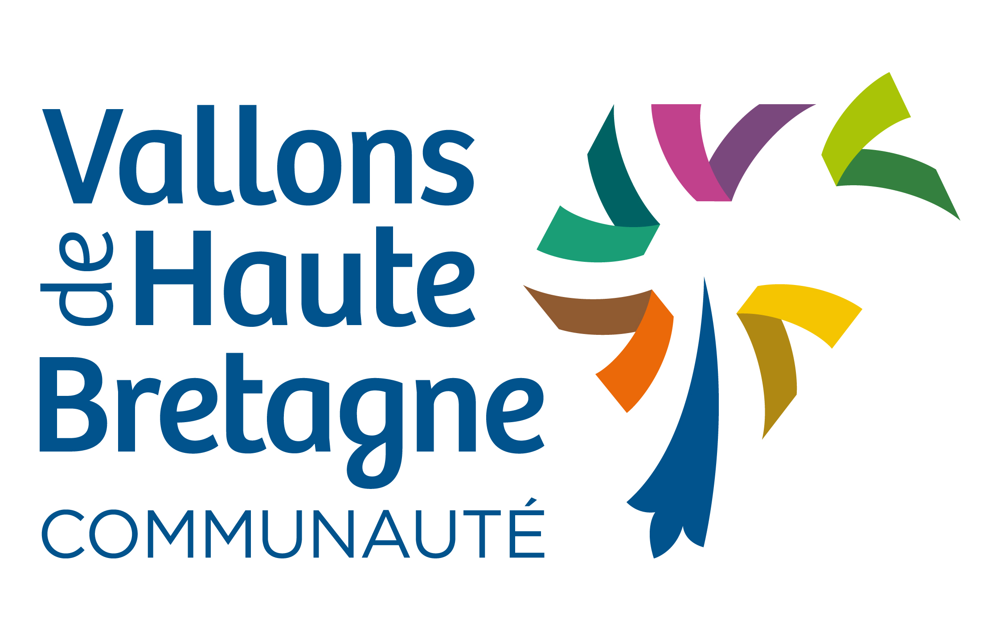 Vallons
de Haute
Bretagne
COMMUNAUTÉ